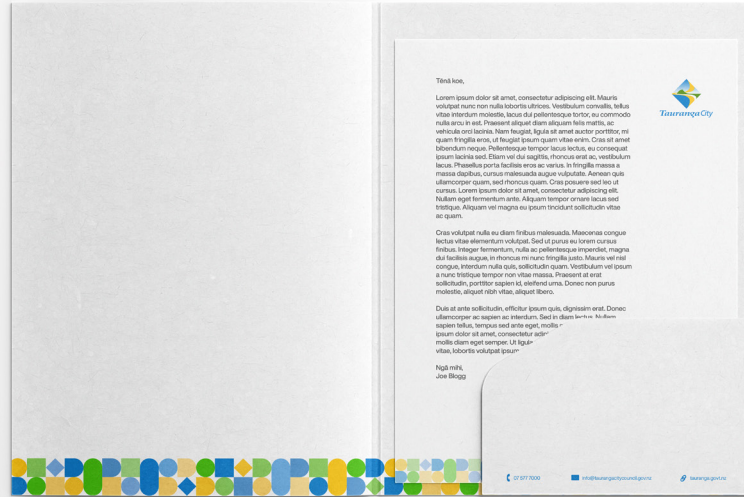 Tēnā koe,
Lorem ipsum dolor sit amet, consectetur adipiscing elit. Mauris
volutpat nunc non nulla lobortis ultrices. Vestibulum convallis, tellus
vitae interdum molestie, lacus dui pellentesque tortor, eu commodo
nulla arcu in est. Praesent aliquet diam aliquam felis mattis, ac
vehicula orci lacinia. Nam feugiat, ligula sit amet auctor porttitor, mi
quam fringilla eros, ut feugiat ipsum quam vitae enim. Cras sit amet
bibendum neque. Pellentesque tempor lacus lectus, eu consequat
ipsum lacinia sed. Etiam vel dui sagittis, rhoncus erat ac, vestibulum
lacus. Phasellus porta facilisis eros ac varius. In fringilla massa a
massa dapibus, cursus malesuada augue vulputate. Aenean quis
ullamcorper quam, sed rhoncus quam. Cras posuere sed leo ut
cursus. Lorem ipsum dolor sit amet, consectetur adipiscing elit.
Nullam eget fermentum ante. Aliquam tempor ornare lacus sed
tristique. Aliquam vel magna eu ipsum tincidunt sollicitudin vitae
ac quam.
Cras volutpat nulla eu diam finibus malesuada. Maecenas congue
lectus vitae elementum volutpat. Sed ut purus eu lorem cursus
finibus. Integer fermentum, nulla ac pellentesque imperdiet, magna
dui facilisis augue, in rhoncus mi nunc fringilla justo. Mauris vel nisl
congue, interdum nulla quis, sollicitudin quam. Vestibulum vel ipsum
a nunc tristique tempor non vitae massa. Praesent at erat
sollicitudin, porttitor sapien id, eleifend urna. Donec non purus
molestie, aliquet nibh vitae, aliquet libero.
Duis at ante sollicitudin, efficitur ipsum quis, dignissim erat. Donec
ullamcorper ac sapien ac interdum. Sed in diam lectus. Nullam
sapien tellus, tempus sed ante eget, mollis
ipsum dolor sit amet, consectetur
mollis diam eget semper. Ut
vitae, lobortis volutpat ipsum
Ngā mihi,
Joe Blogg
Tauranga City
07 577 7000
info@taurangacitycouncil.govt.nz
tauranga.govt.nz